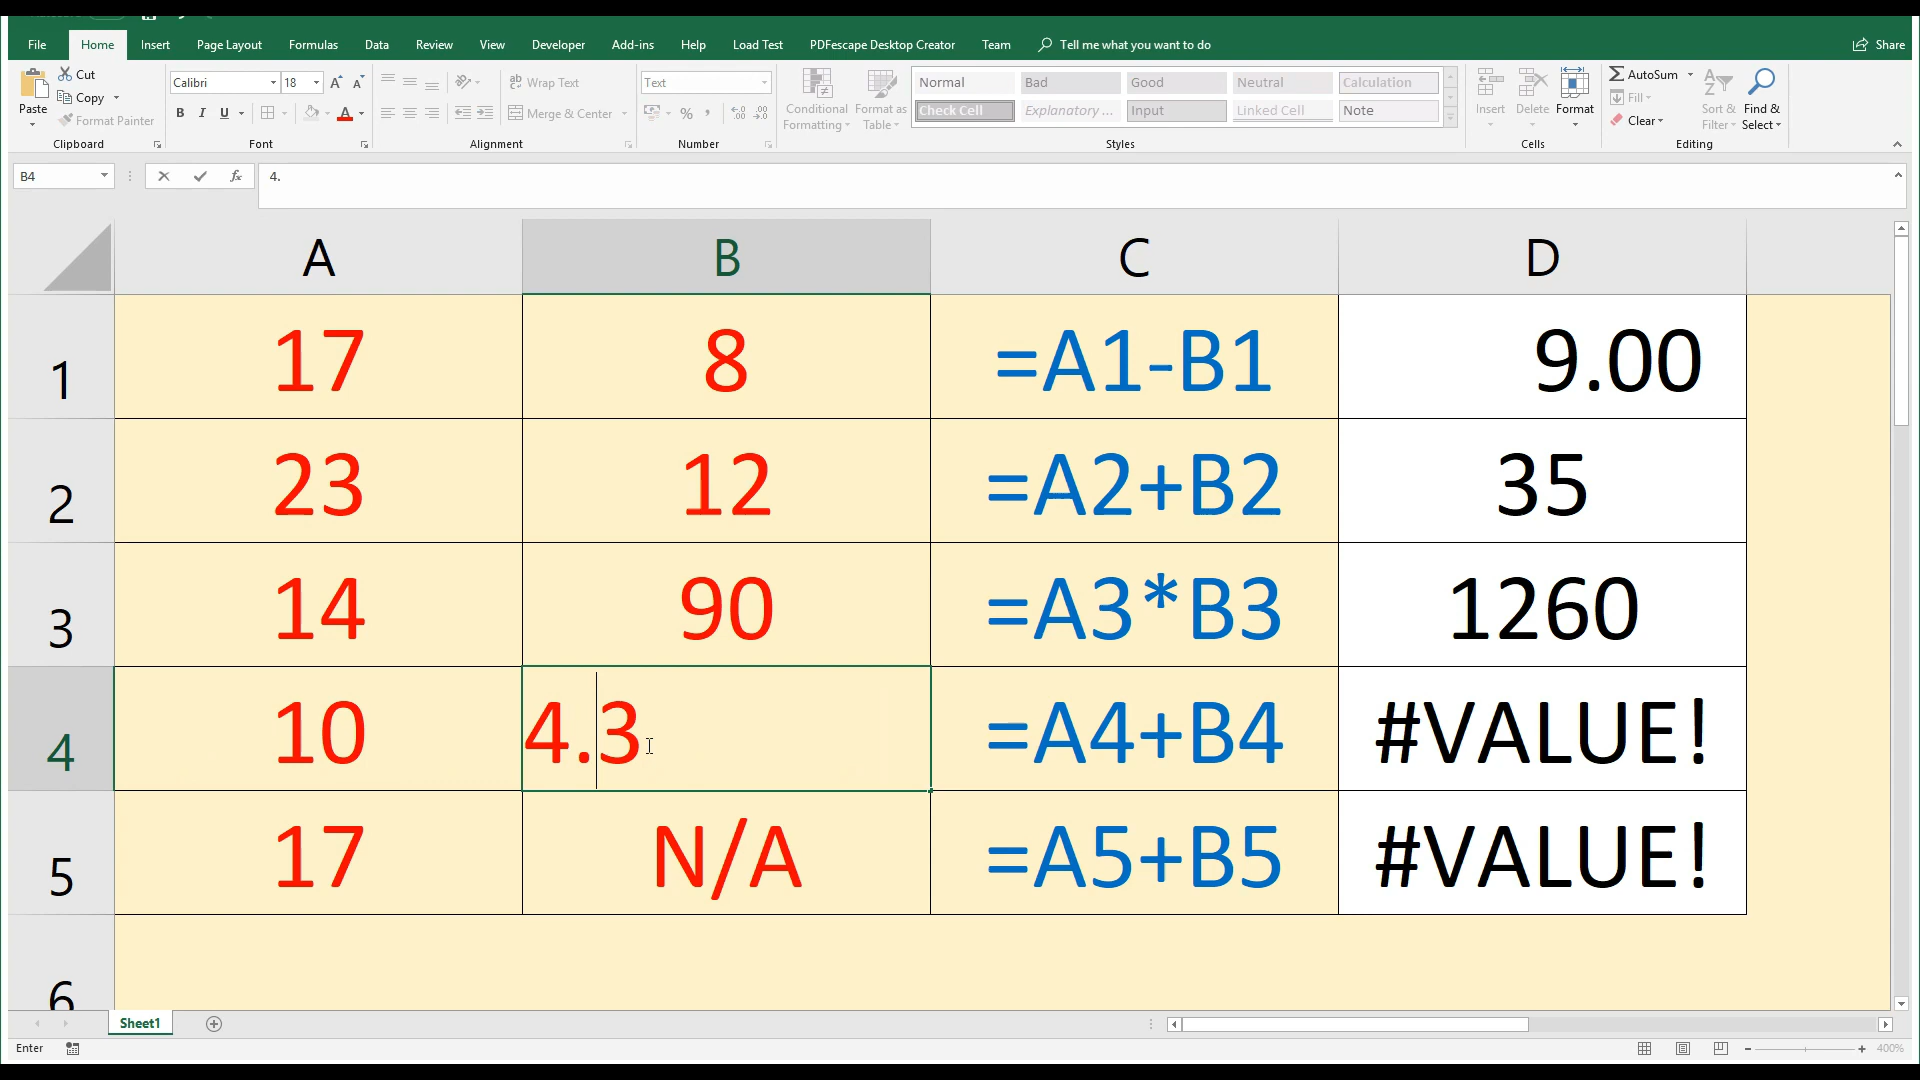 File Home Insert Page Layout Formulas Data Review View Developer Add-ins Help Load Test PDFescape Desktop Creator Team Tell me what you want to do Share
Paste
Cut
Copy
Format Painter
Clipboard
Calibri 18
B I U A
Font
ab Wrap Text
Merge & Center
Alignment
Text
% ,
Number
Conditional Formatting
Format as Table
Normal Bad Good Neutral Calculation
Check Cell Explanatory ... Input Linked Cell Note
Styles
Insert Delete Format
Cells
AutoSum
Fill
Clear
Sort & Filter
Find & Select
Editing
B4 fx 4.
A B C D
1 17 8 =A1-B1 9.00
2 23 12 =A2+B2 35
3 14 90 =A3*B3 1260
4 10 4.3 =A4+B4 #VALUE!
5 17 N/A =A5+B5 #VALUE!
6
Sheet1
Enter 400%